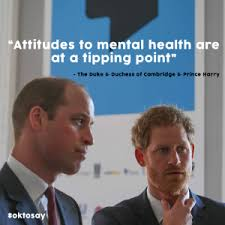 “Attitudes to mental health are
at a tipping point”
- The Duke & Duchess of Cambridge & Prince Harry
#oktosay